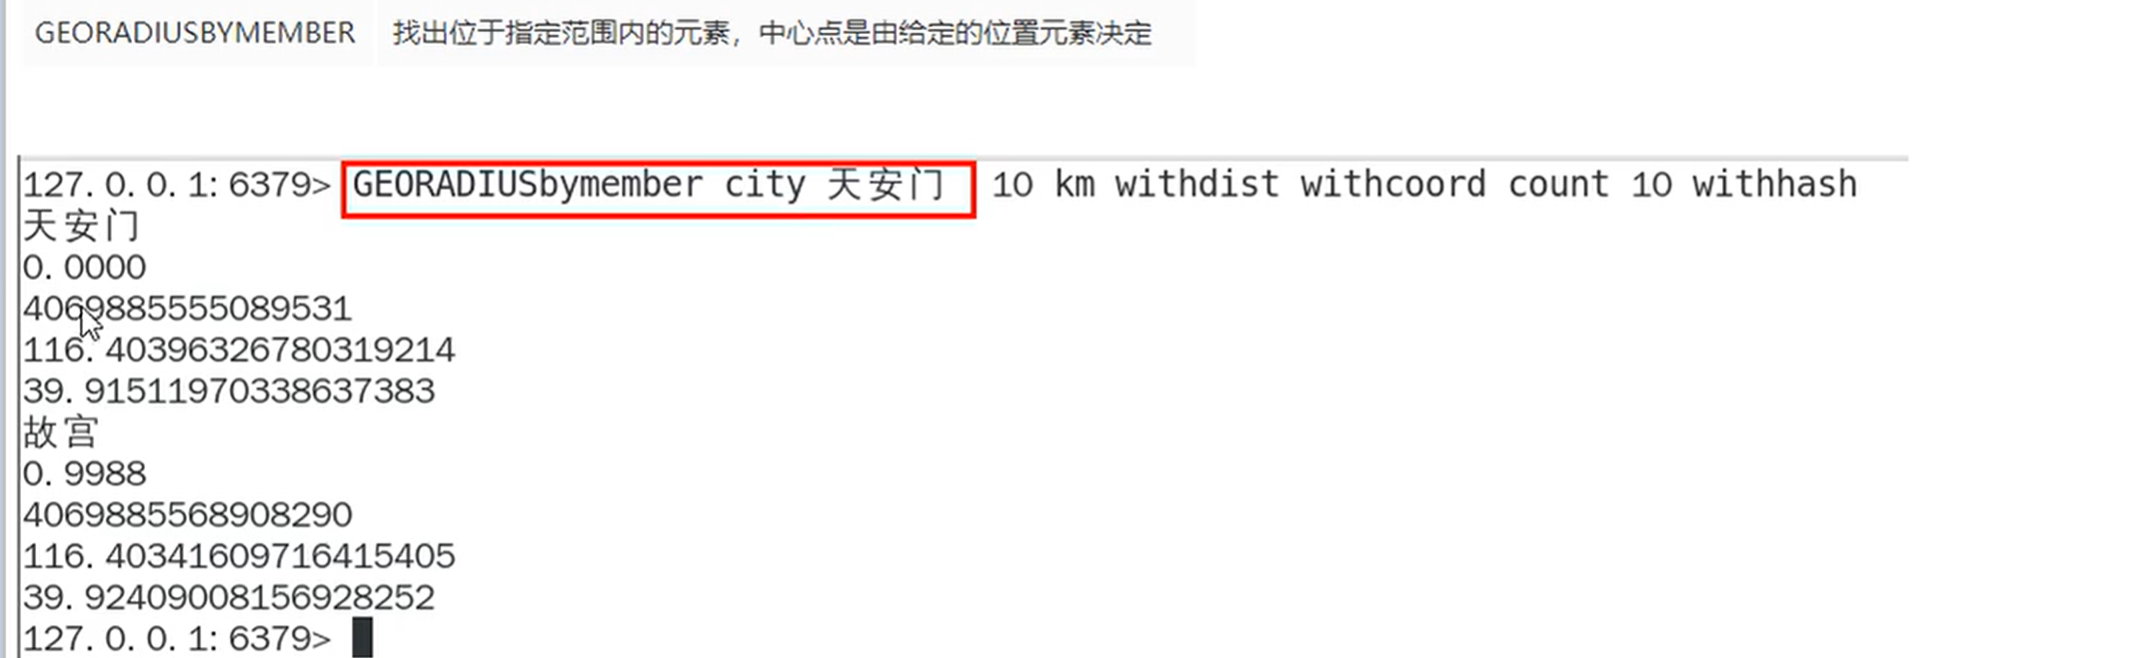 GEORADIUSBYMEMBER 找出位于指定范围内的元素，中心点是由给定的位置元素决定
127.0.0.1:6379> GEORADIUSbymember city 天安门 10 km withdist withcoord count 10 withhash
天安门
0.0000
4069885555089531
116.40396326780319214
39.91511970338637383
故宫
0.9988
4069885568908290
116.40341609716415405
39.92409008156928252
127.0.0.1:6379>